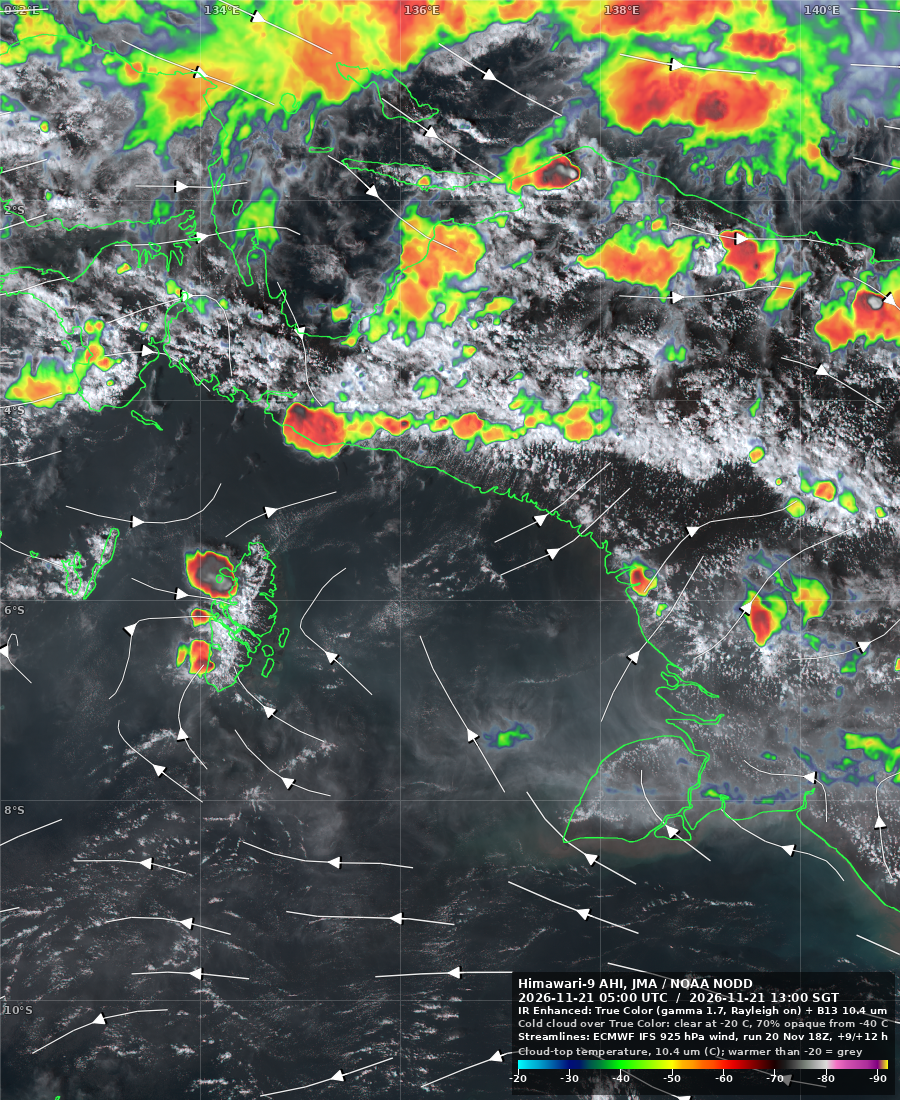 134°E
136°E
138°E
140°E
2°S
4°S
6°S
8°S
10°S
Himawari-9 AHI, JMA / NOAA NODD
2026-11-21 05:00 UTC / 2026-11-21 13:00 SGT
IR Enhanced: True Color (gamma 1.7, Rayleigh on) + B13 10.4 um
Cold cloud over True Color: clear at -20 C, 70% opaque from -40 C
Streamlines: ECMWF IFS 925 hPa wind, run 20 Nov 18Z, +9/+12 h
Cloud-top temperature, 10.4 um (C); warmer than -20 = grey
-20 -30 -40 -50 -60 -70 -80 -90